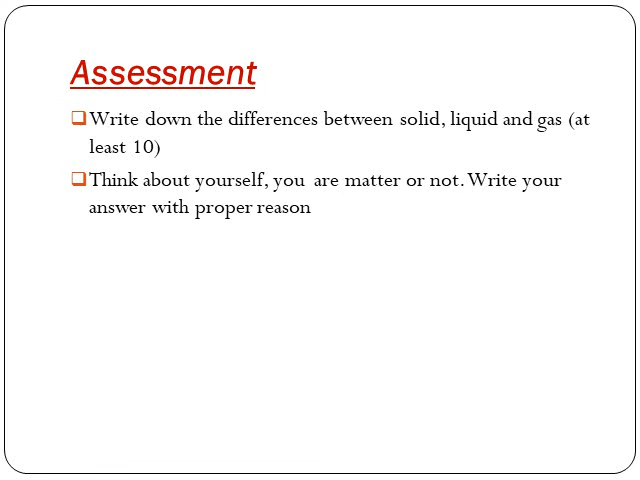 Assessment
Write down the differences between solid, liquid and gas (at
least 10)
Think about yourself, you are matter or not. Write your
answer with proper reason